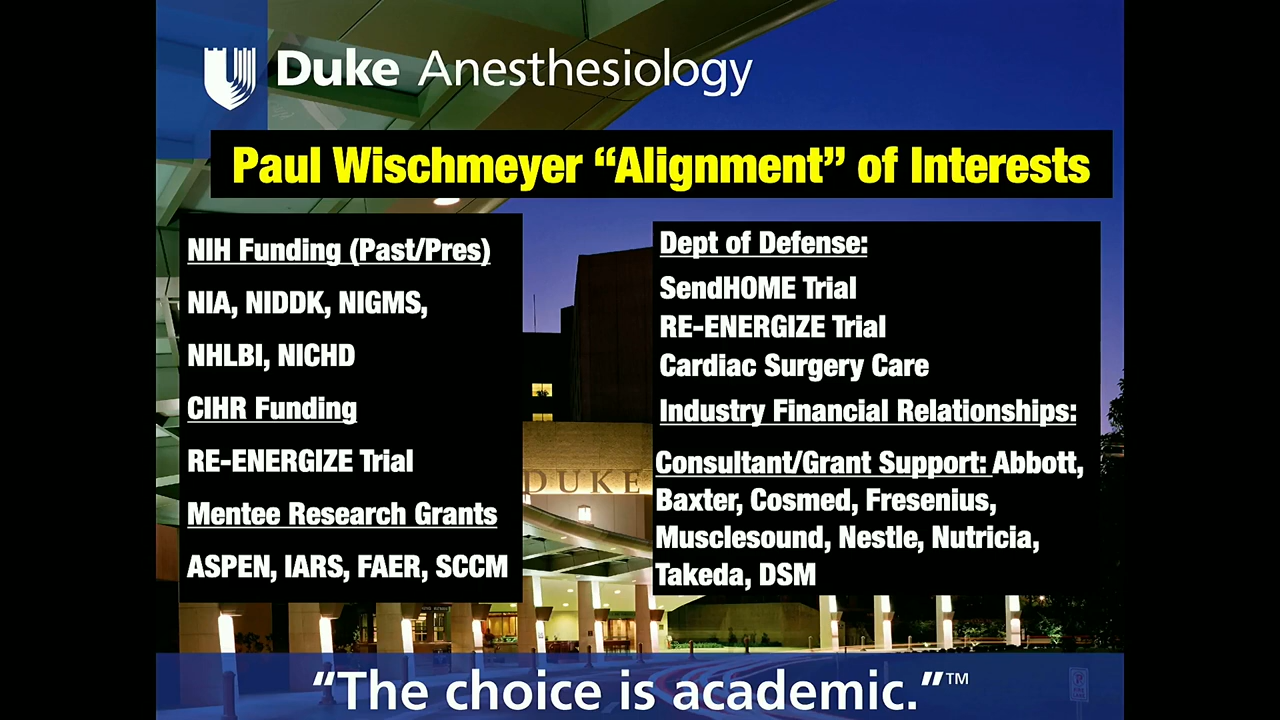 Duke Anesthesiology
Paul Wischmeyer “Alignment” of Interests
NIH Funding (Past/Pres)
NIA, NIDDK, NIGMS,
NHLBI, NICHD
CIHR Funding
RE-ENERGIZE Trial
Mentee Research Grants
ASPEN, IARS, FAER, SCCM
Dept of Defense:
SendHOME Trial
RE-ENERGIZE Trial
Cardiac Surgery Care
Industry Financial Relationships:
Consultant/Grant Support: Abbott,
Baxter, Cosmed, Fresenius,
Musclesound, Nestle, Nutricia,
Takeda, DSM
DUKE
“The choice is academic.”™